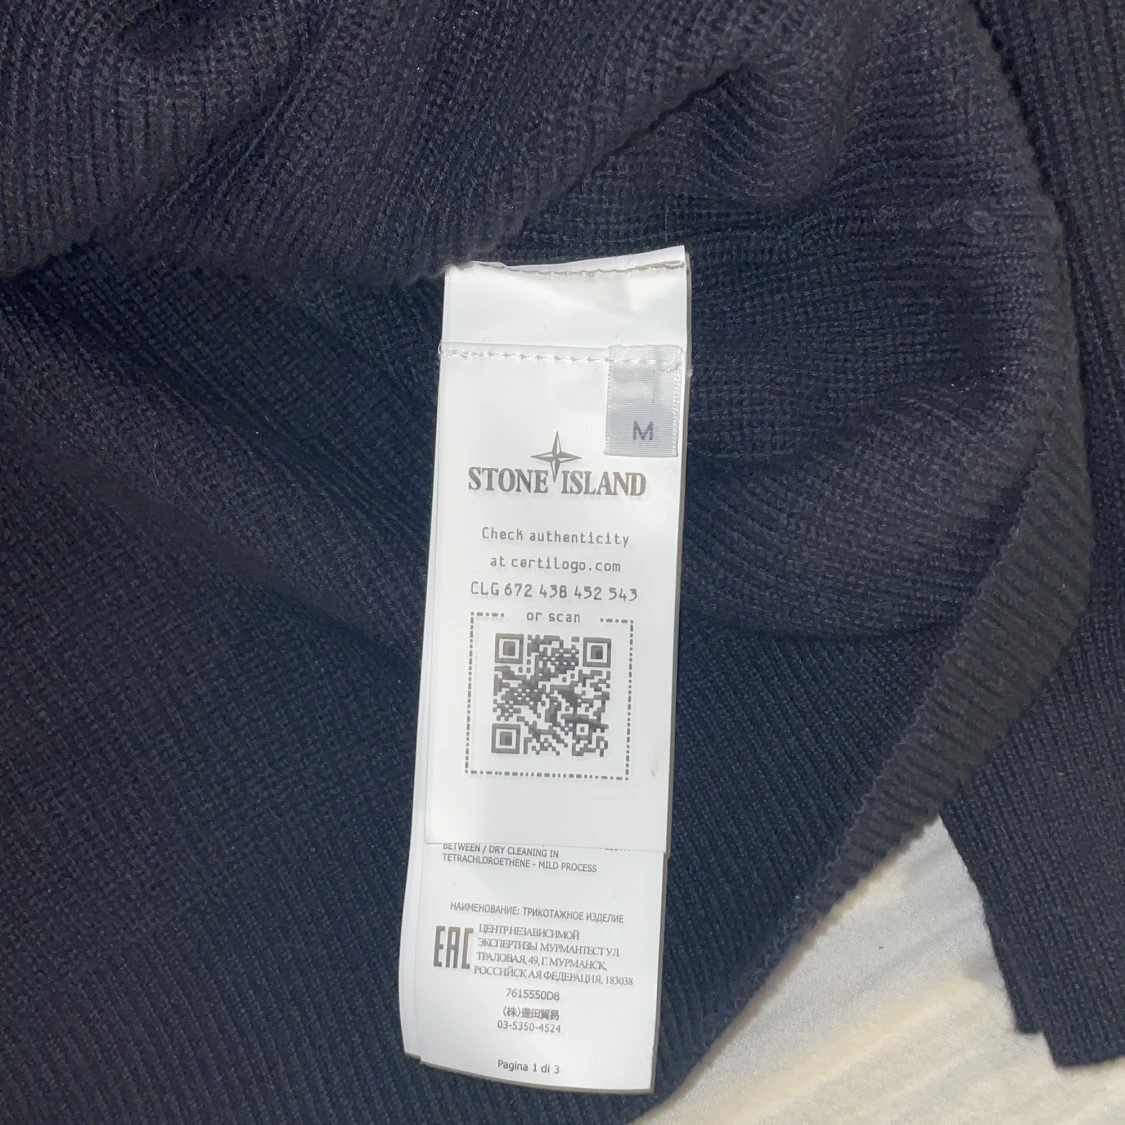 M
STONE ISLAND
Check authenticity
at certilogo.com
CLG 672 438 452 543
or scan
BETWEEN / DRY CLEANING IN
TETRACHLOROETHENE - MILD PROCESS
НАИМЕНОВАНИЕ: ТРИКОТАЖНОЕ ИЗДЕЛИЕ
EAC
ЦЕНТР НЕЗАВИСИМОЙ
ЭКСПЕРТИЗЫ МУРМАНТЕСТ УЛ.
ТРАЛОВАЯ, 49, Г. МУРМАНСК,
РОССИЙСКАЯ ФЕДЕРАЦИЯ, 183038
7615550D8
(株)豊田貿易
03-5350-4524
Pagina 1 di 3